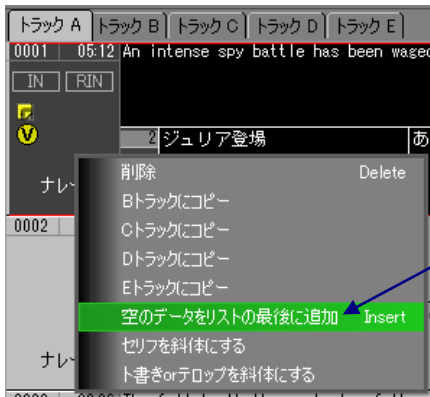 トラック A トラック B トラック C トラック D トラック E
0001 05:12 An intense spy battle has been waged
IN RIN
V
2 ジュリア登場 あ
ナレ
削除 Delete
Bトラックにコピー
Cトラックにコピー
0002
Dトラックにコピー
Eトラックにコピー
空のデータをリストの最後に追加 Insert
セリフを斜体にする
ナレ
ト書きorテロップを斜体にする